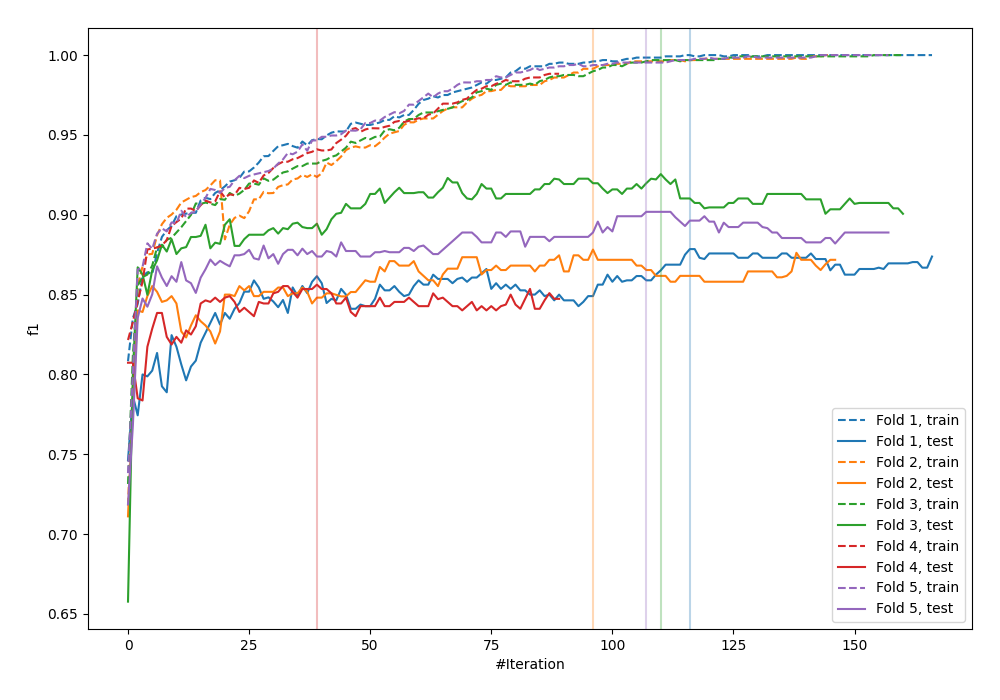 1.00
0.95
0.90
0.85
0.80
0.75
0.70
0.65
f1
0
25
50
75
100
125
150
#Iteration
Fold 1, train
Fold 1, test
Fold 2, train
Fold 2, test
Fold 3, train
Fold 3, test
Fold 4, train
Fold 4, test
Fold 5, train
Fold 5, test